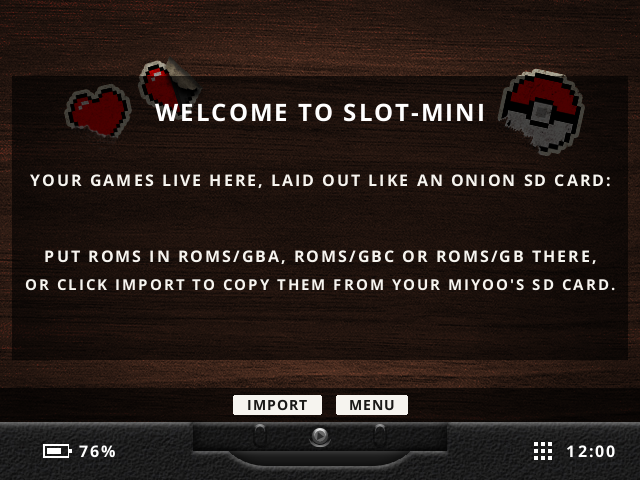 WELCOME TO SLOT-MINI
YOUR GAMES LIVE HERE, LAID OUT LIKE AN ONION SD CARD:
PUT ROMS IN ROMS/GBA, ROMS/GBC OR ROMS/GB THERE,
OR CLICK IMPORT TO COPY THEM FROM YOUR MIYOO'S SD CARD.
IMPORT MENU
76% 12:00